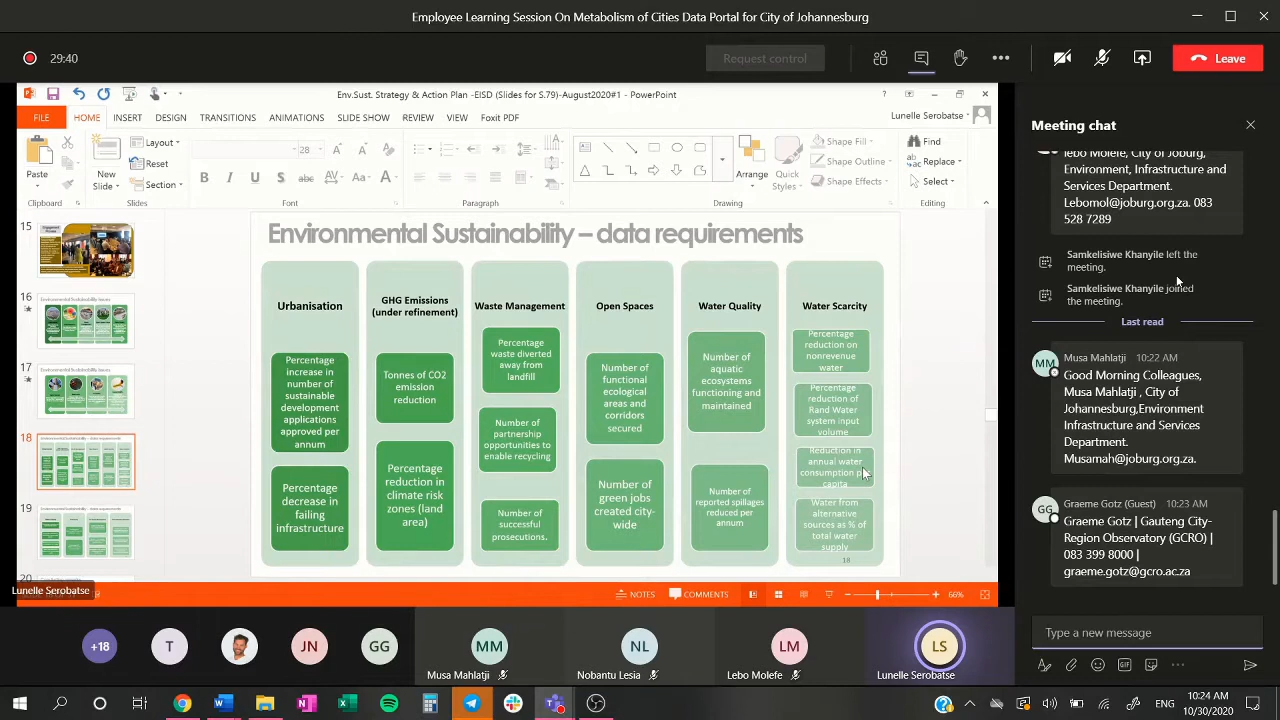 Employee Learning Session On Metabolism of Cities Data Portal for City of Johannesburg
29:40
Request control
Leave
Env.Sust. Strategy & Action Plan -EISD (Slides for S.79)-August2020#1 - PowerPoint
Lunelle Serobatse
FILE
HOME
INSERT
DESIGN
TRANSITIONS
ANIMATIONS
SLIDE SHOW
REVIEW
VIEW
Foxit PDF
Paste
New
Slide
Layout
Reset
Section
28
B I U S abc AV Aa A
Arrange
Quick
Styles
Shape Fill
Shape Outline
Shape Effects
Find
Replace
Select
Clipboard
Slides
Font
Paragraph
Drawing
Editing
15
16
17
18
19
20
Environmental Sustainability – data requirements
Urbanisation
Percentage
increase in
number of
sustainable
development
applications
approved per
annum
Percentage
decrease in
failing
infrastructure
GHG Emissions
(under refinement)
Tonnes of CO2
emission
reduction
Percentage
reduction in
climate risk
zones (land
area)
Waste Management
Percentage
waste diverted
away from
landfill
Number of
partnership
opportunities to
enable recycling
Number of
successful
prosecutions.
Open Spaces
Number of
functional
ecological
areas and
corridors
secured
Number of
green jobs
created city-
wide
Water Quality
Number of
aquatic
ecosystems
functioning and
maintained
Number of
reported spillages
reduced per
annum
Water Scarcity
Percentage
reduction on
nonrevenue
water
Percentage
reduction of
Rand Water
system input
volume
Reduction in
annual water
consumption
capita
Water from
alternative
sources as % of
total water
supply
18
Lunelle Serobatse
NOTES
COMMENTS
66%
Meeting chat
lebo Molefe, City of Joburg,
Environment, Infrastructure and
Services Department.
Lebomol@joburg.org.za. 083
528 7289
Samkelisiwe Khanyile left the
meeting.
Samkelisiwe Khanyile joined
the meeting.
Last read
MM
Musa Mahlatji 10:22 AM
Good Morning Colleagues,
Musa Mahlatji , City of
Johannesburg,Environment
Infrastructure and Services
Department.
Musamah@joburg.org.za.
GG
Graeme Gotz (Guest) 10:23 AM
Graeme Gotz | Gauteng City-
Region Observatory (GCRO) |
083 399 8000 |
graeme.gotz@gcro.ac.za
Type a new message
+18
T
JN
GG
MM
Musa Mahlatji
NL
Nobantu Lesia
LM
Lebo Molefe
LS
Lunelle Serobatse
ENG
10:24 AM
10/30/2020